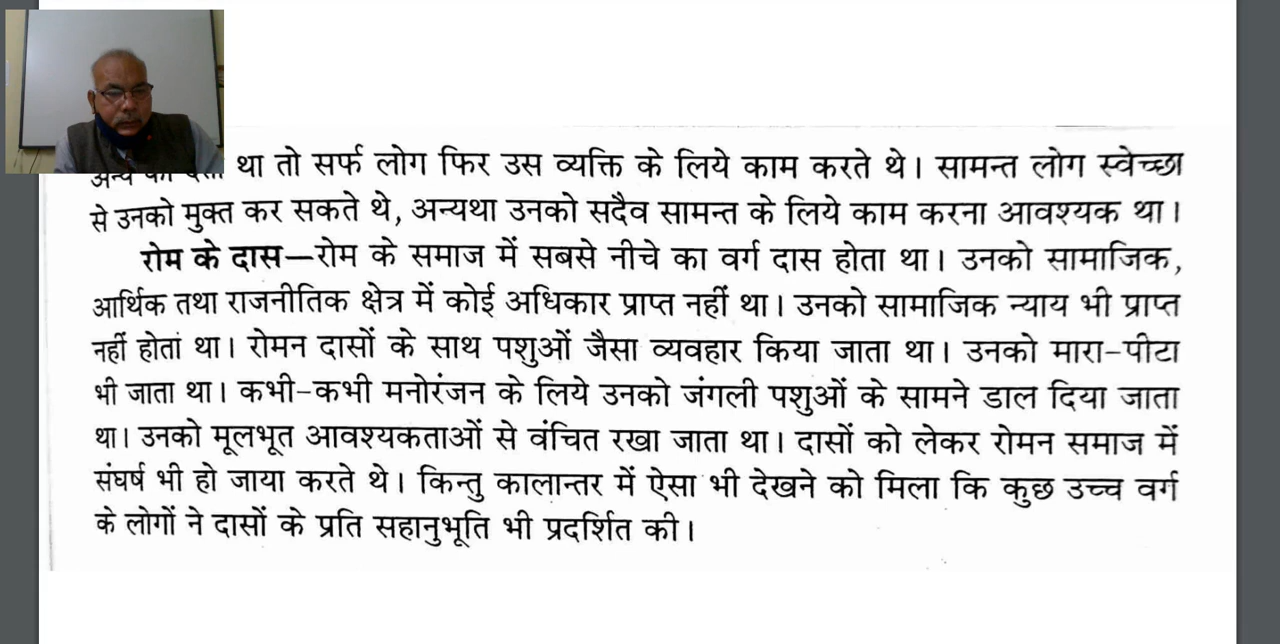 था तो सर्फ लोग फिर उस व्यक्ति के लिये काम करते थे। सामन्त लोग स्वेच्छा
से उनको मुक्त कर सकते थे, अन्यथा उनको सदैव सामन्त के लिये काम करना आवश्यक था।
रोम के दास—रोम के समाज में सबसे नीचे का वर्ग दास होता था। उनको सामाजिक,
आर्थिक तथा राजनीतिक क्षेत्र में कोई अधिकार प्राप्त नहीं था। उनको सामाजिक न्याय भी प्राप्त
नहीं होता था। रोमन दासों के साथ पशुओं जैसा व्यवहार किया जाता था। उनको मारा-पीटा
भी जाता था। कभी-कभी मनोरंजन के लिये उनको जंगली पशुओं के सामने डाल दिया जाता
था। उनको मूलभूत आवश्यकताओं से वंचित रखा जाता था। दासों को लेकर रोमन समाज में
संघर्ष भी हो जाया करते थे। किन्तु कालान्तर में ऐसा भी देखने को मिला कि कुछ उच्च वर्ग
के लोगों ने दासों के प्रति सहानुभूति भी प्रदर्शित की।